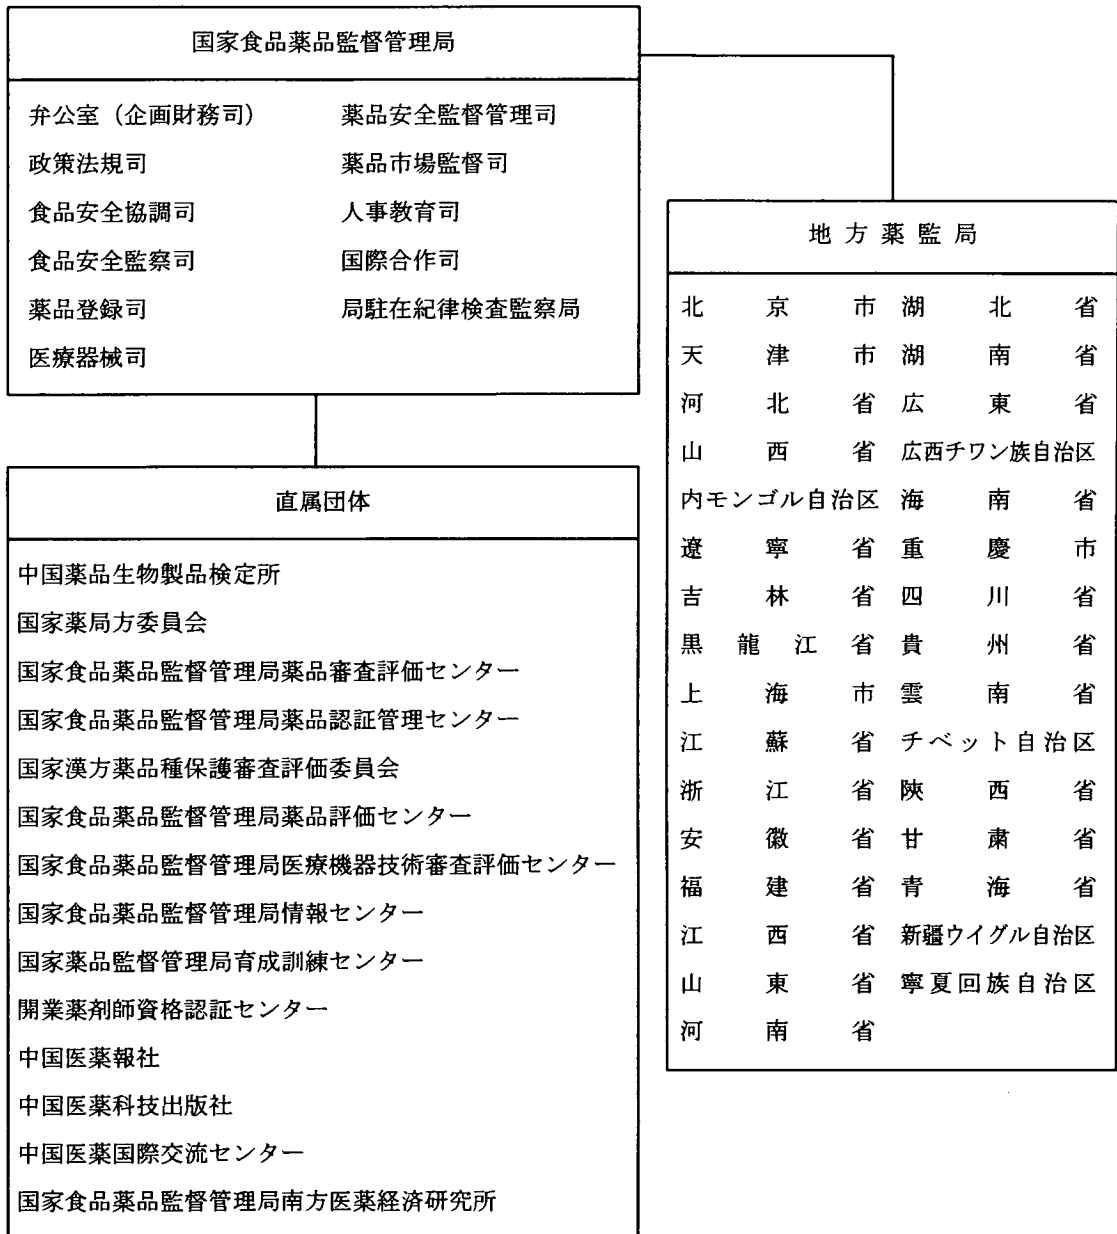 国家食品薬品監督管理局
弁公室（企画財務司） 薬品安全監督管理司
政策法規司 薬品市場監督司
食品安全協調司 人事教育司
食品安全監察司 国際合作司
薬品登録司 局駐在紀律検査監察局
医療器械司
直属団体
中国薬品生物製品検定所
国家薬局方委員会
国家食品薬品監督管理局薬品審査評価センター
国家食品薬品監督管理局薬品認証管理センター
国家漢方薬品種保護審査評価委員会
国家食品薬品監督管理局薬品評価センター
国家食品薬品監督管理局医療機器技術審査評価センター
国家食品薬品監督管理局情報センター
国家薬品監督管理局育成訓練センター
開業薬剤師資格認証センター
中国医薬報社
中国医薬科技出版社
中国医薬国際交流センター
国家食品薬品監督管理局南方医薬経済研究所
地方薬監局
北京市 湖北省
天津市 湖南省
河北省 広東省
山西省 広西チワン族自治区
内モンゴル自治区 海南省
遼寧省 重慶市
吉林省 四川省
黒龍江省 貴州省
上海市 雲南省
江蘇省 チベット自治区
浙江省 陝西省
安徽省 甘粛省
福建省 青海省
江西省 新疆ウイグル自治区
山東省 寧夏回族自治区
河南省